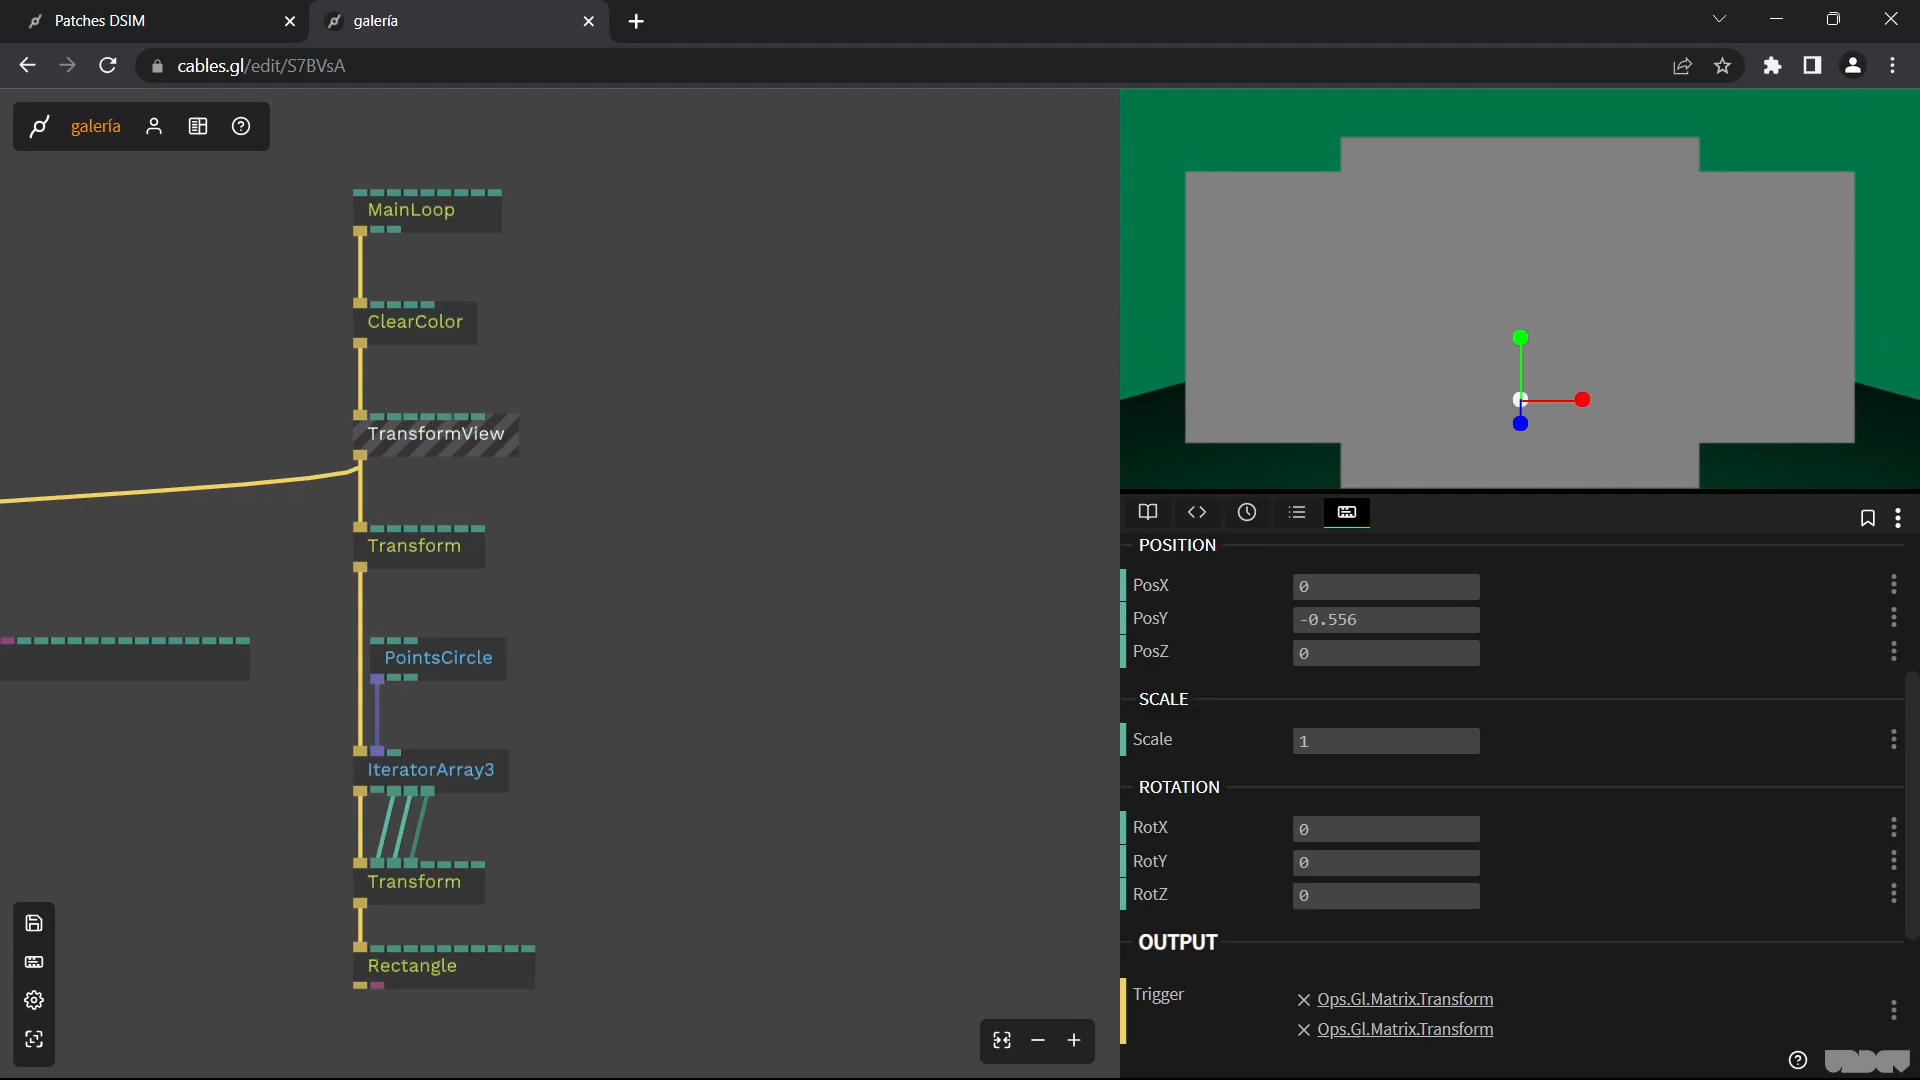 Patches DSIM
galería
cables.gl/edit/S7BVsA
galería
MainLoop
ClearColor
TransformView
Transform
PointsCircle
IteratorArray3
Transform
Rectangle
POSITION
PosX 0
PosY -0.556
PosZ 0
SCALE
Scale 1
ROTATION
RotX 0
RotY 0
RotZ 0
OUTPUT
Trigger
Ops.Gl.Matrix.Transform
Ops.Gl.Matrix.Transform